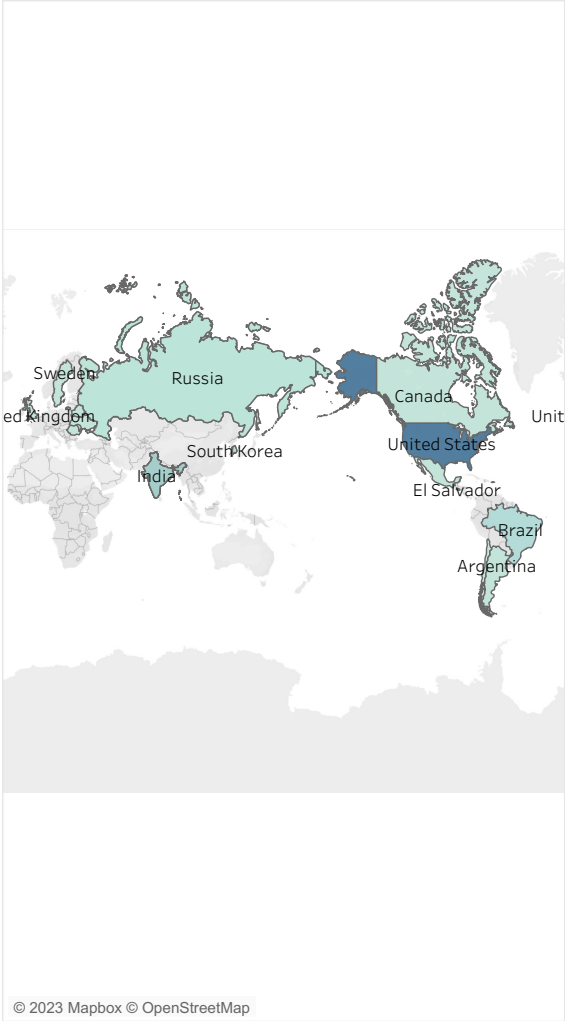 Sweden
Russia
ed Kingdom
Canada
Unit
United States
South Korea
India
El Salvador
Brazil
Argentina
© 2023 Mapbox © OpenStreetMap